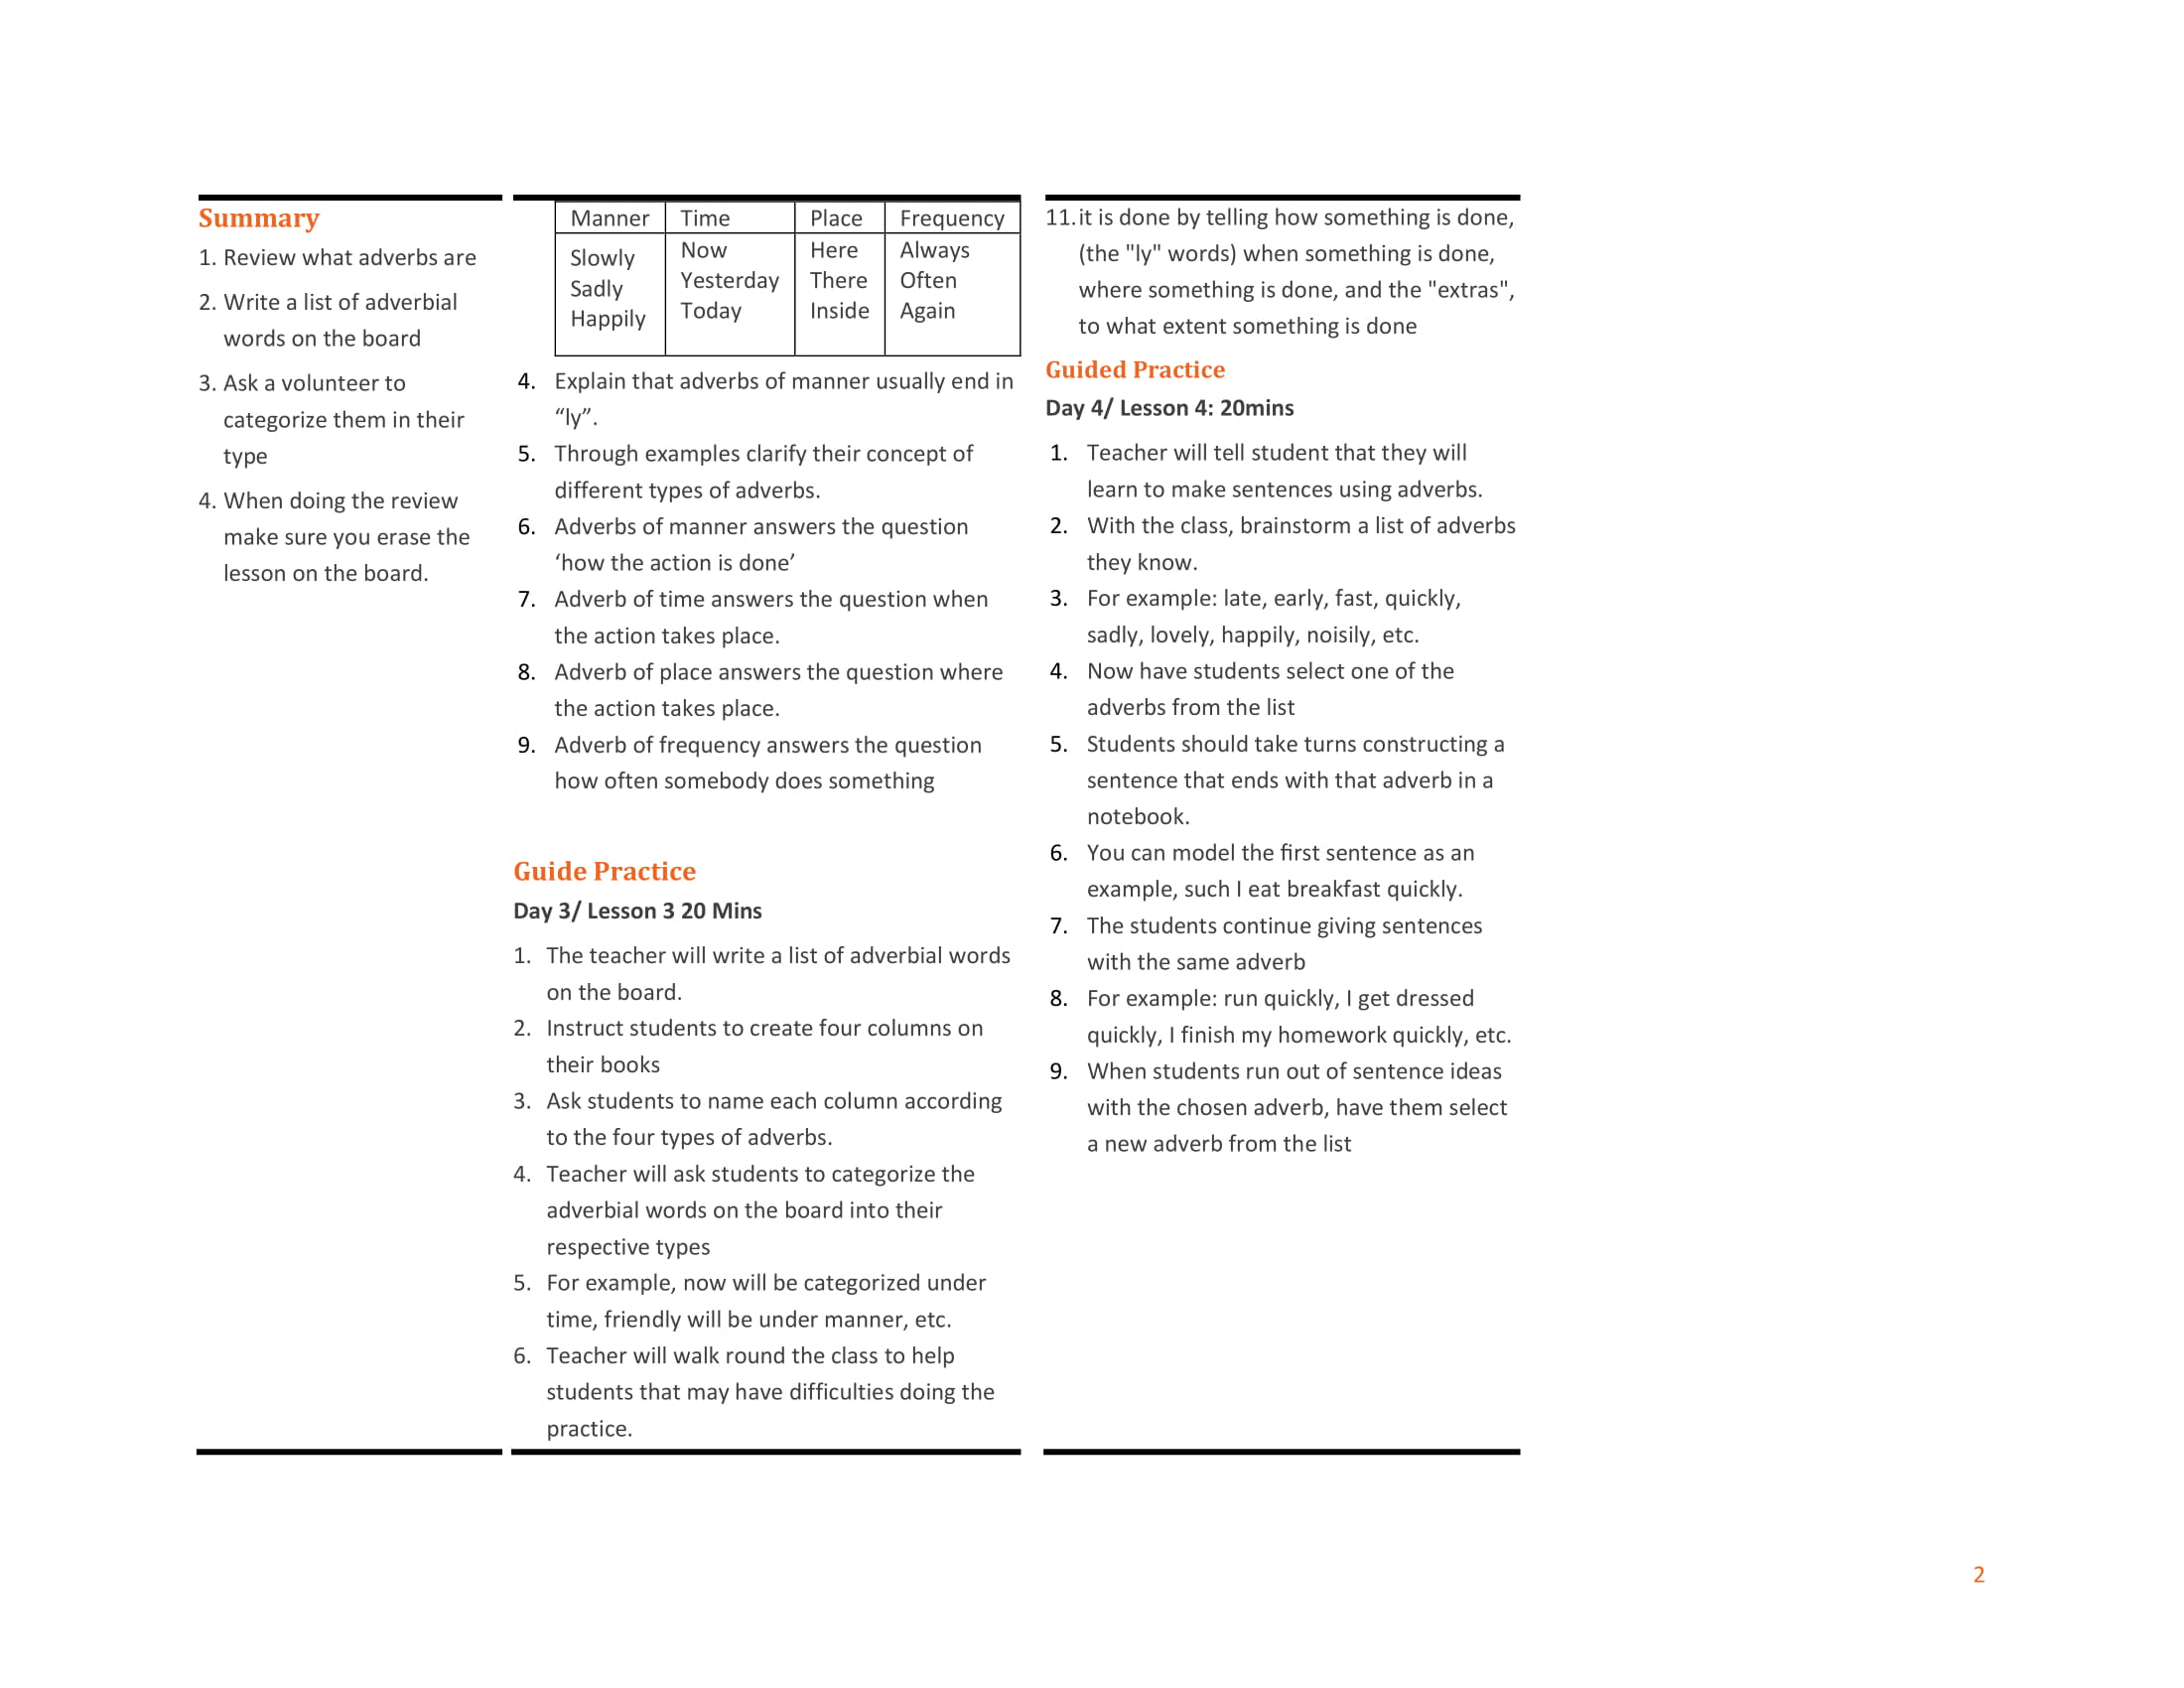 Summary
1. Review what adverbs are
2. Write a list of adverbial
words on the board
3. Ask a volunteer to
categorize them in their
type
4. When doing the review
make sure you erase the
lesson on the board.
Manner Time Place Frequency
Slowly Now Here Always
Sadly Yesterday There Often
Happily Today Inside Again
4. Explain that adverbs of manner usually end in
“ly”.
5. Through examples clarify their concept of
different types of adverbs.
6. Adverbs of manner answers the question
‘how the action is done’
7. Adverb of time answers the question when
the action takes place.
8. Adverb of place answers the question where
the action takes place.
9. Adverb of frequency answers the question
how often somebody does something
Guide Practice
Day 3/ Lesson 3 20 Mins
1. The teacher will write a list of adverbial words
on the board.
2. Instruct students to create four columns on
their books
3. Ask students to name each column according
to the four types of adverbs.
4. Teacher will ask students to categorize the
adverbial words on the board into their
respective types
5. For example, now will be categorized under
time, friendly will be under manner, etc.
6. Teacher will walk round the class to help
students that may have difficulties doing the
practice.
11.it is done by telling how something is done,
(the "ly" words) when something is done,
where something is done, and the "extras",
to what extent something is done
Guided Practice
Day 4/ Lesson 4: 20mins
1. Teacher will tell student that they will
learn to make sentences using adverbs.
2. With the class, brainstorm a list of adverbs
they know.
3. For example: late, early, fast, quickly,
sadly, lovely, happily, noisily, etc.
4. Now have students select one of the
adverbs from the list
5. Students should take turns constructing a
sentence that ends with that adverb in a
notebook.
6. You can model the first sentence as an
example, such I eat breakfast quickly.
7. The students continue giving sentences
with the same adverb
8. For example: run quickly, I get dressed
quickly, I finish my homework quickly, etc.
9. When students run out of sentence ideas
with the chosen adverb, have them select
a new adverb from the list
2